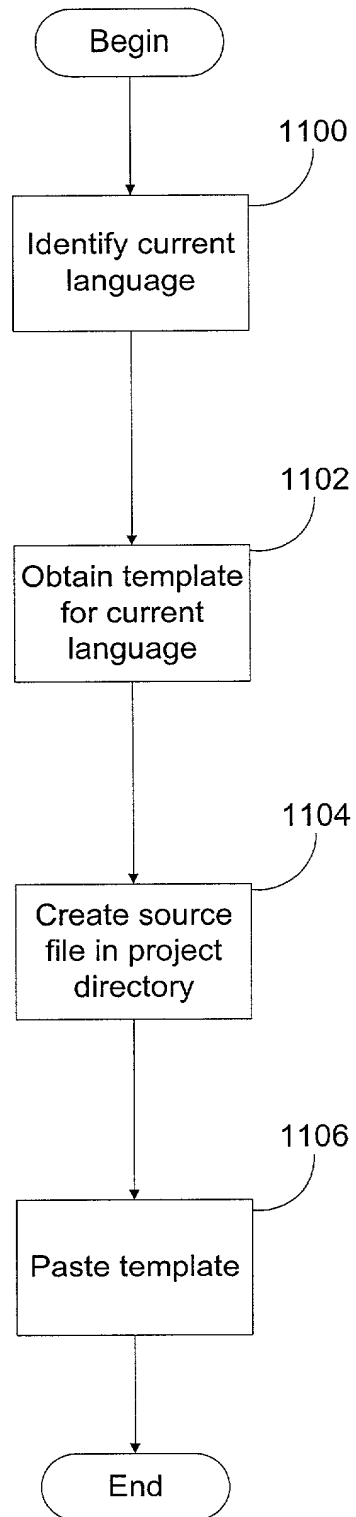 Begin
1100
Identify current
language
1102
Obtain template
for current
language
1104
Create source
file in project
directory
1106
Paste template
End